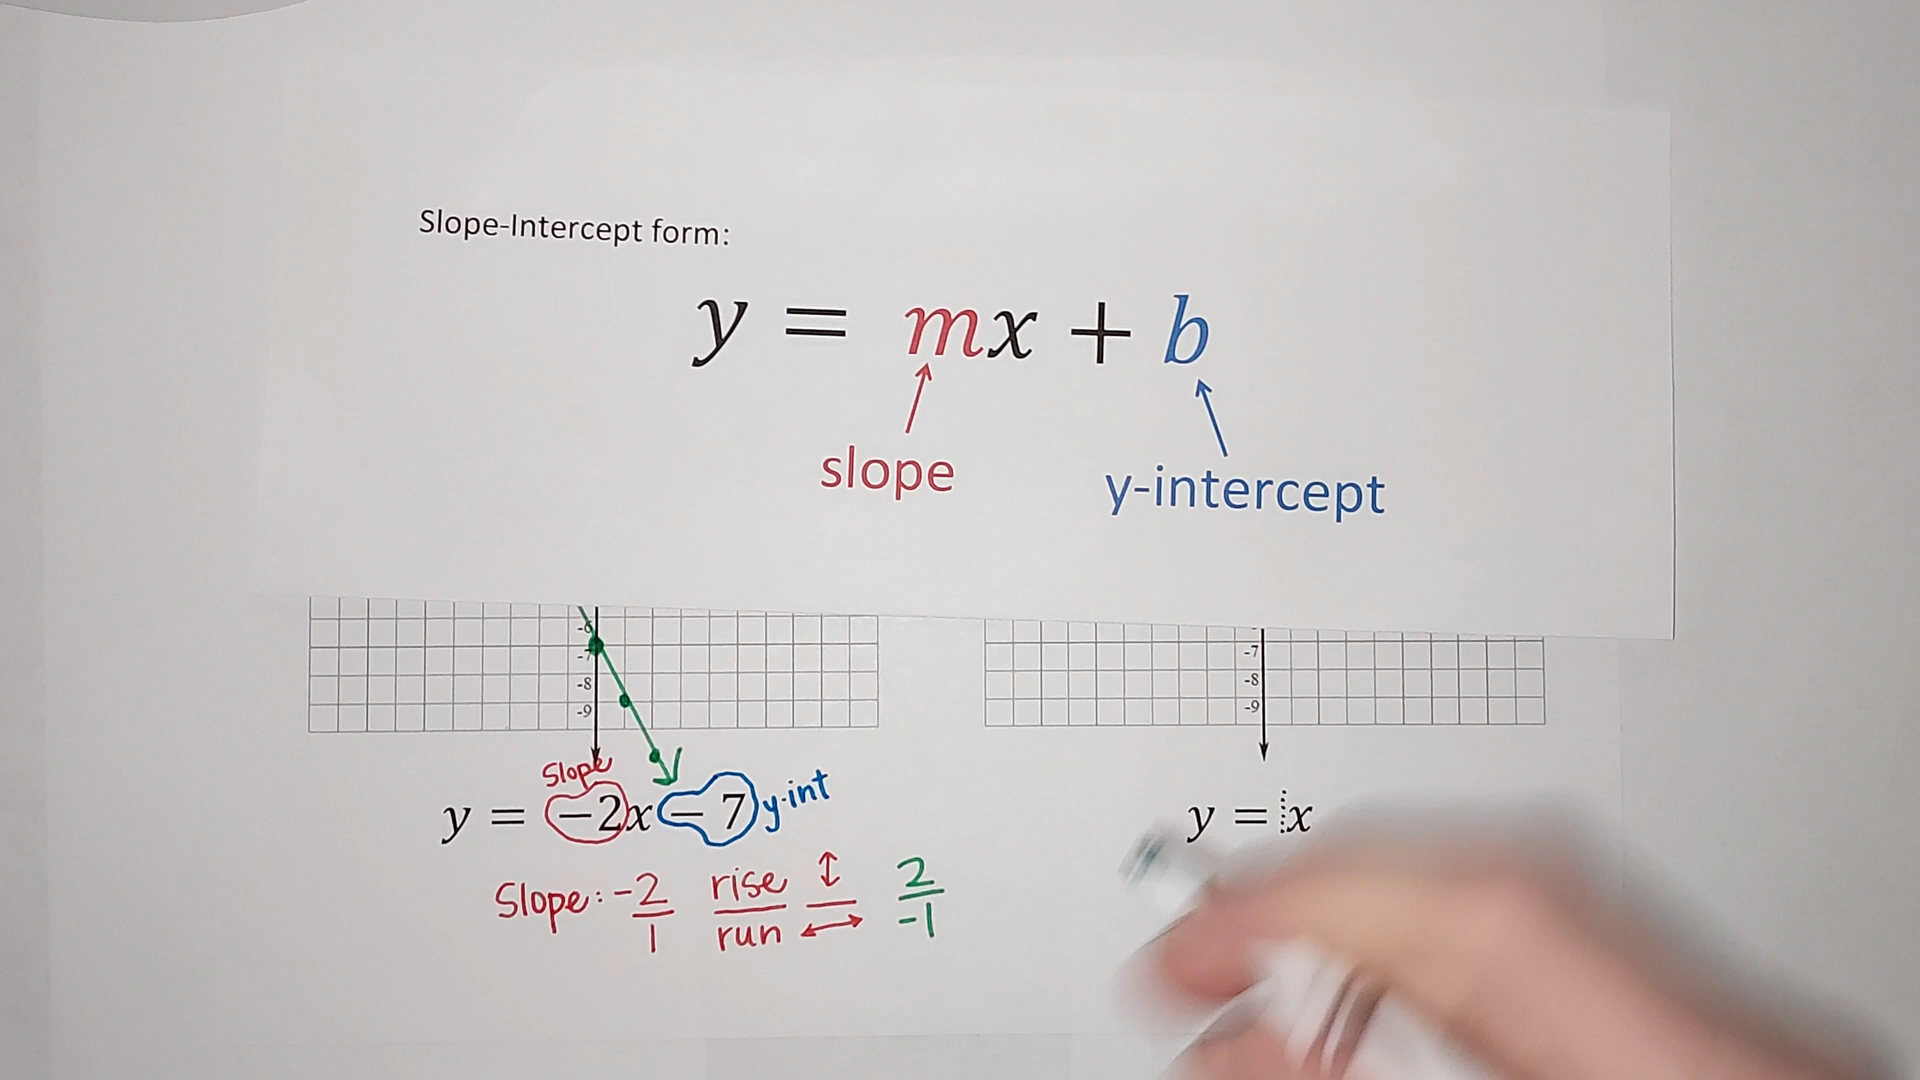 Slope-Intercept form:
y = mx + b
slope
y-intercept
-6
-7
-8
-9
-7
-8
-9
Slope
y = −2x − 7 y-int
y = x
Slope: -2/1 rise/run 2/-1